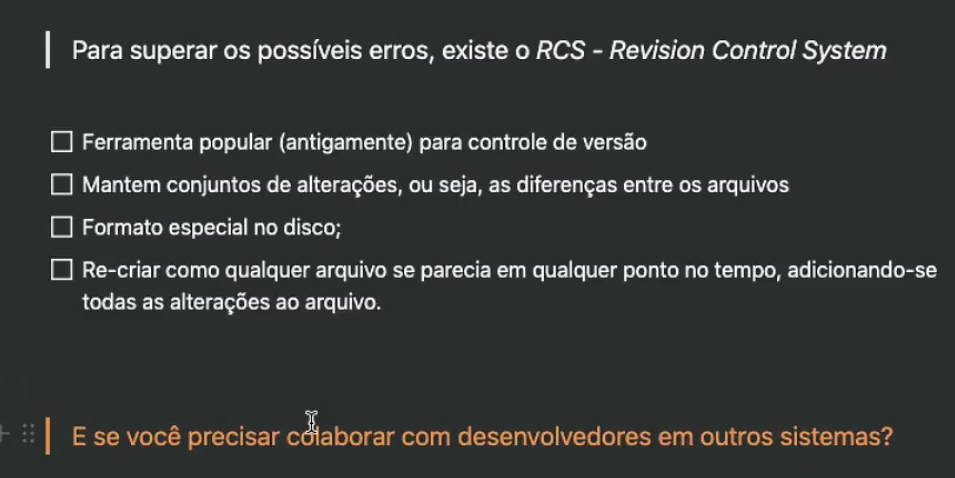 Para superar os possíveis erros, existe o RCS - Revision Control System
Ferramenta popular (antigamente) para controle de versão
Mantem conjuntos de alterações, ou seja, as diferenças entre os arquivos
Formato especial no disco;
Re-criar como qualquer arquivo se parecia em qualquer ponto no tempo, adicionando-se
todas as alterações ao arquivo.
E se você precisar colaborar com desenvolvedores em outros sistemas?